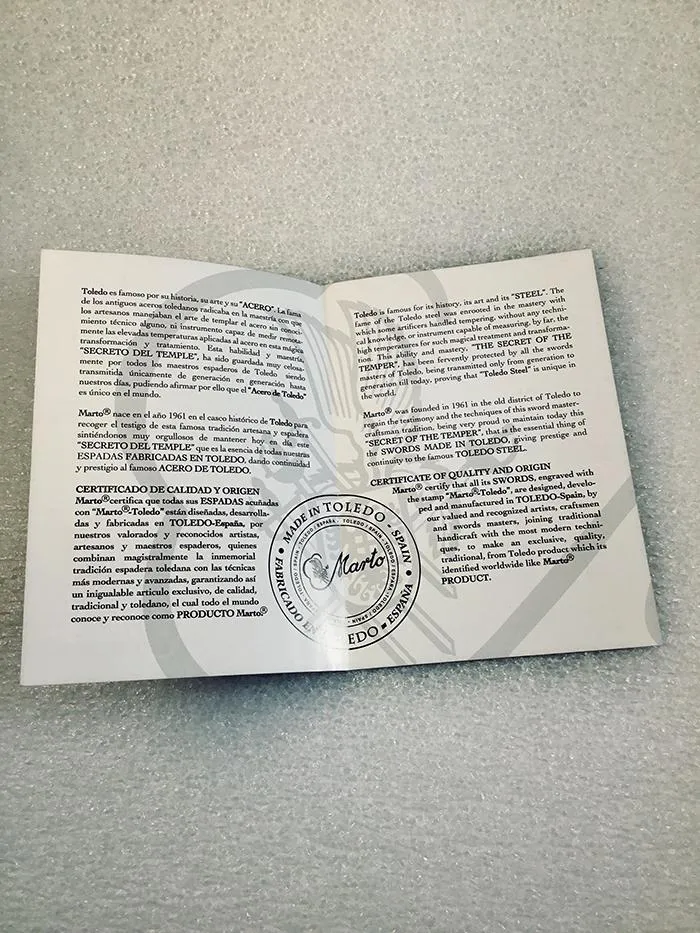 Toledo es famoso por su historia, su arte y su "ACERO". La fama
de los antiguos aceros toledanos radicaba en la maestría con que
los artesanos manejaban el arte de templar el acero sin conoci-
miento técnico alguno, ni instrumento capaz de medir remota-
mente las elevadas temperaturas aplicadas al acero en esta mágica
transformación y tratamiento. Esta habilidad y maestría,
"SECRETO DEL TEMPLE", ha sido guardada muy celosa-
mente por todos los maestros espaderos de Toledo siendo
transmitida únicamente de generación en generación hasta
nuestros días, pudiendo afirmar por ello que el "Acero de Toledo"
es único en el mundo.
Marto® nace en el año 1961 en el casco histórico de Toledo para
recoger el testigo de esta famosa tradición artesana y espadera
sintiéndonos muy orgullosos de mantener hoy en día este
"SECRETO DEL TEMPLE" que es la esencia de todas nuestras
ESPADAS FABRICADAS EN TOLEDO, dando continuidad
y prestigio al famoso ACERO DE TOLEDO.
CERTIFICADO DE CALIDAD Y ORIGEN
Marto®certifica que todas sus ESPADAS acuñadas
con "Marto®-Toledo" están diseñadas, desarrolla-
das y fabricadas en TOLEDO-España, por
nuestros valorados y reconocidos artistas,
artesanos y maestros espaderos, quienes
combinan magistralmente la inmemorial
tradición espadera toledana con las técnicas
más modernas y avanzadas, garantizando así
un inigualable articulo exclusivo, de calidad,
tradicional y toledano, el cual todo el mundo
conoce y reconoce como PRODUCTO Marto®
Toledo is famous for its history, its art and its "STEEL". The
fame of the Toledo steel was enrooted in the mastery with
which some artificers handled tempering, without any techni-
cal knowledge, or instrument capable of measuring, by far, the
high temperatures for such magical treatment and transforma-
tion. This ability and mastery, "THE SECRET OF THE
TEMPER", has been fervently protected by all the swords
masters of Toledo, being transmitted only from generation to
generation till today, proving that "Toledo Steel" is unique in
the world.
Marto® was founded in 1961 in the old district of Toledo to
regain the testimony and the techniques of this sword master-
craftsman tradition, being very proud to maintain today this
"SECRET OF THE TEMPER", that is the essential thing of
the SWORDS MADE IN TOLEDO, giving prestige and
continuity to the famous TOLEDO STEEL.
CERTIFICATE OF QUALITY AND ORIGIN
Marto® certify that all its SWORDS, engraved with
the stamp "Marto®-Toledo", are designed, develo-
ped and manufactured in TOLEDO-Spain, by
our valued and recognized artists, craftsmen
and swords masters, joining traditional
handicraft with the most modern techni-
ques, to make an exclusive, quality,
traditional, from Toledo product which its
identified worldwide like Marto®
PRODUCT.
MADE IN TOLEDO - SPAIN
Marto
FABRICADO EN TOLEDO - ESPAÑA